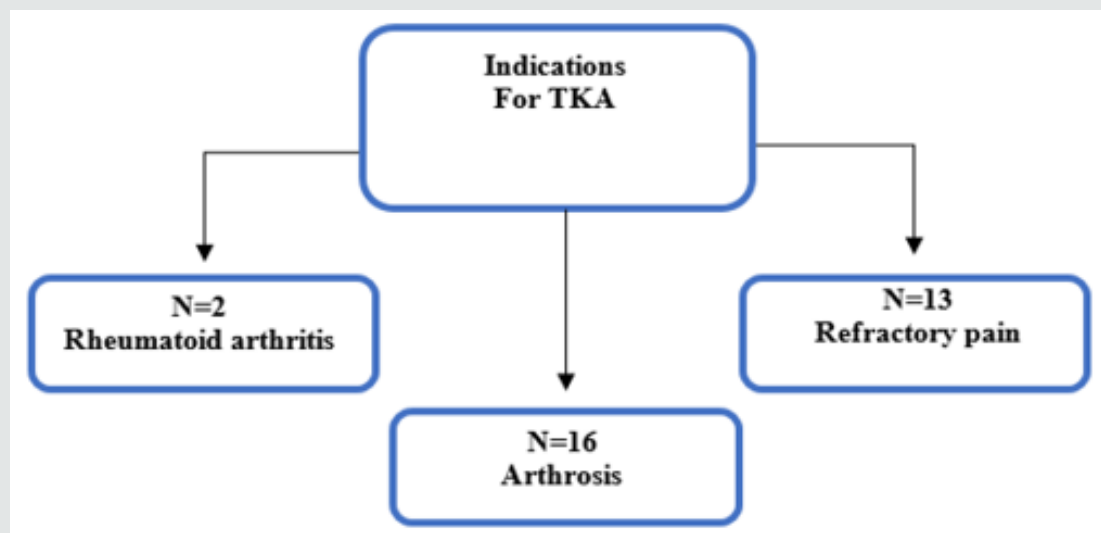 Indications
For TKA
N=2
Rheumatoid arthritis
N=16
Arthrosis
N=13
Refractory pain